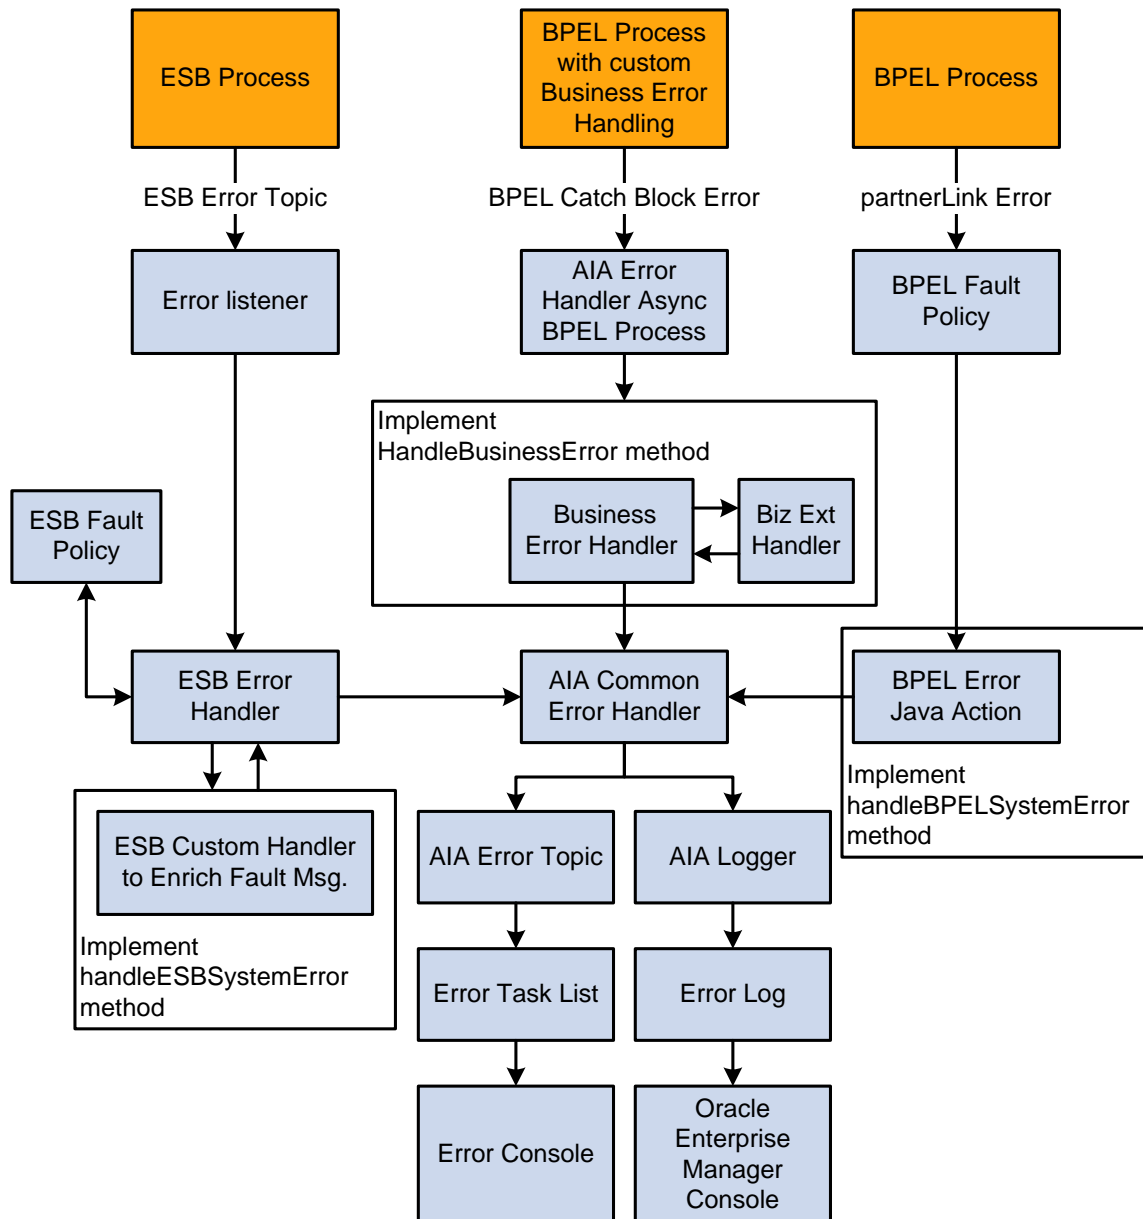 ESB Process
BPEL Process
with custom
Business Error
Handling
BPEL Process
ESB Error Topic
BPEL Catch Block Error
partnerLink Error
Error listener
AIA Error
Handler Async
BPEL Process
BPEL Fault
Policy
Implement
HandleBusinessError method
ESB Fault
Policy
Business
Error Handler
Biz Ext
Handler
ESB Error
Handler
AIA Common
Error Handler
BPEL Error
Java Action
Implement
handleBPELSystemError
method
ESB Custom Handler
to Enrich Fault Msg.
Implement
handleESBSystemError
method
AIA Error Topic
AIA Logger
Error Task List
Error Log
Error Console
Oracle
Enterprise
Manager
Console